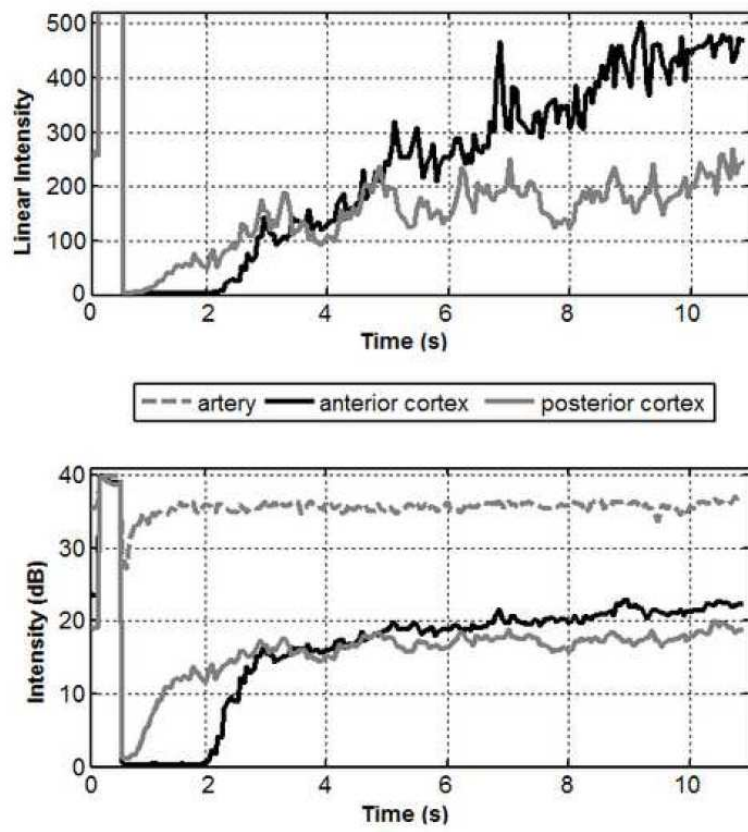 500
400
300
200
100
0
Linear Intensity
0 2 4 6 8 10
Time (s)
artery anterior cortex posterior cortex
40
30
20
10
0
Intensity (dB)
0 2 4 6 8 10
Time (s)